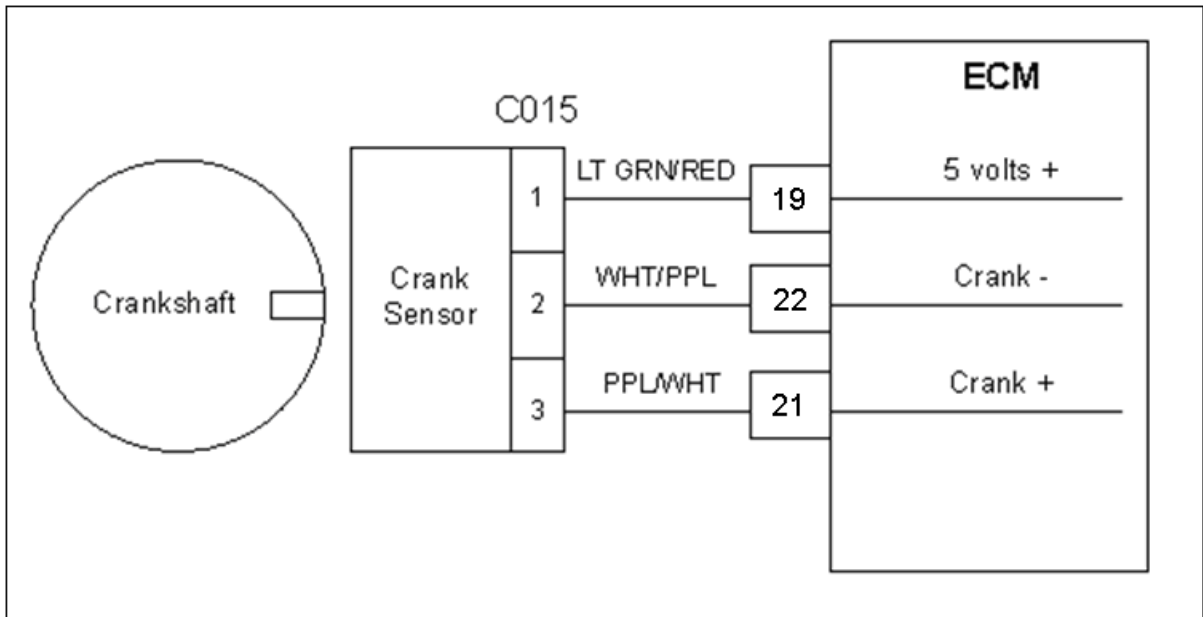 ECM
C015
LT GRN/RED
5 volts +
1
19
WHT/PPL
Crank -
Crankshaft
Crank
Sensor
2
22
PPL/WHT
Crank +
3
21